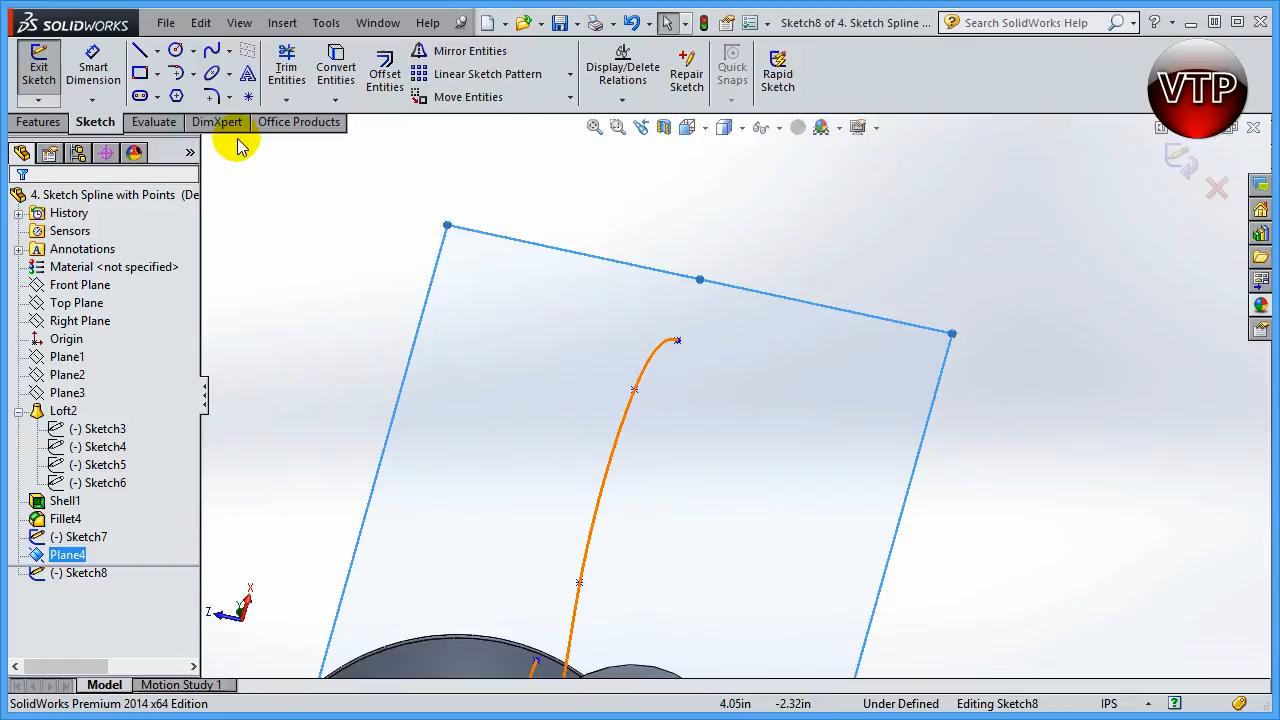 SOLIDWORKS File Edit View Insert Tools Window Help Sketch8 of 4. Sketch Spline ... Search SolidWorks Help
Exit Sketch
Smart Dimension
Trim Entities
Convert Entities
Offset Entities
Mirror Entities
Linear Sketch Pattern
Move Entities
Display/Delete Relations
Repair Sketch
Quick Snaps
Rapid Sketch
VTP
Features Sketch Evaluate DimXpert Office Products
4. Sketch Spline with Points (De
History
Sensors
Annotations
Material <not specified>
Front Plane
Top Plane
Right Plane
Origin
Plane1
Plane2
Plane3
Loft2
(-) Sketch3
(-) Sketch4
(-) Sketch5
(-) Sketch6
Shell1
Fillet4
(-) Sketch7
Plane4
(-) Sketch8
X
Z
Model Motion Study 1
SolidWorks Premium 2014 x64 Edition 4.05in -2.32in Under Defined Editing Sketch8 IPS